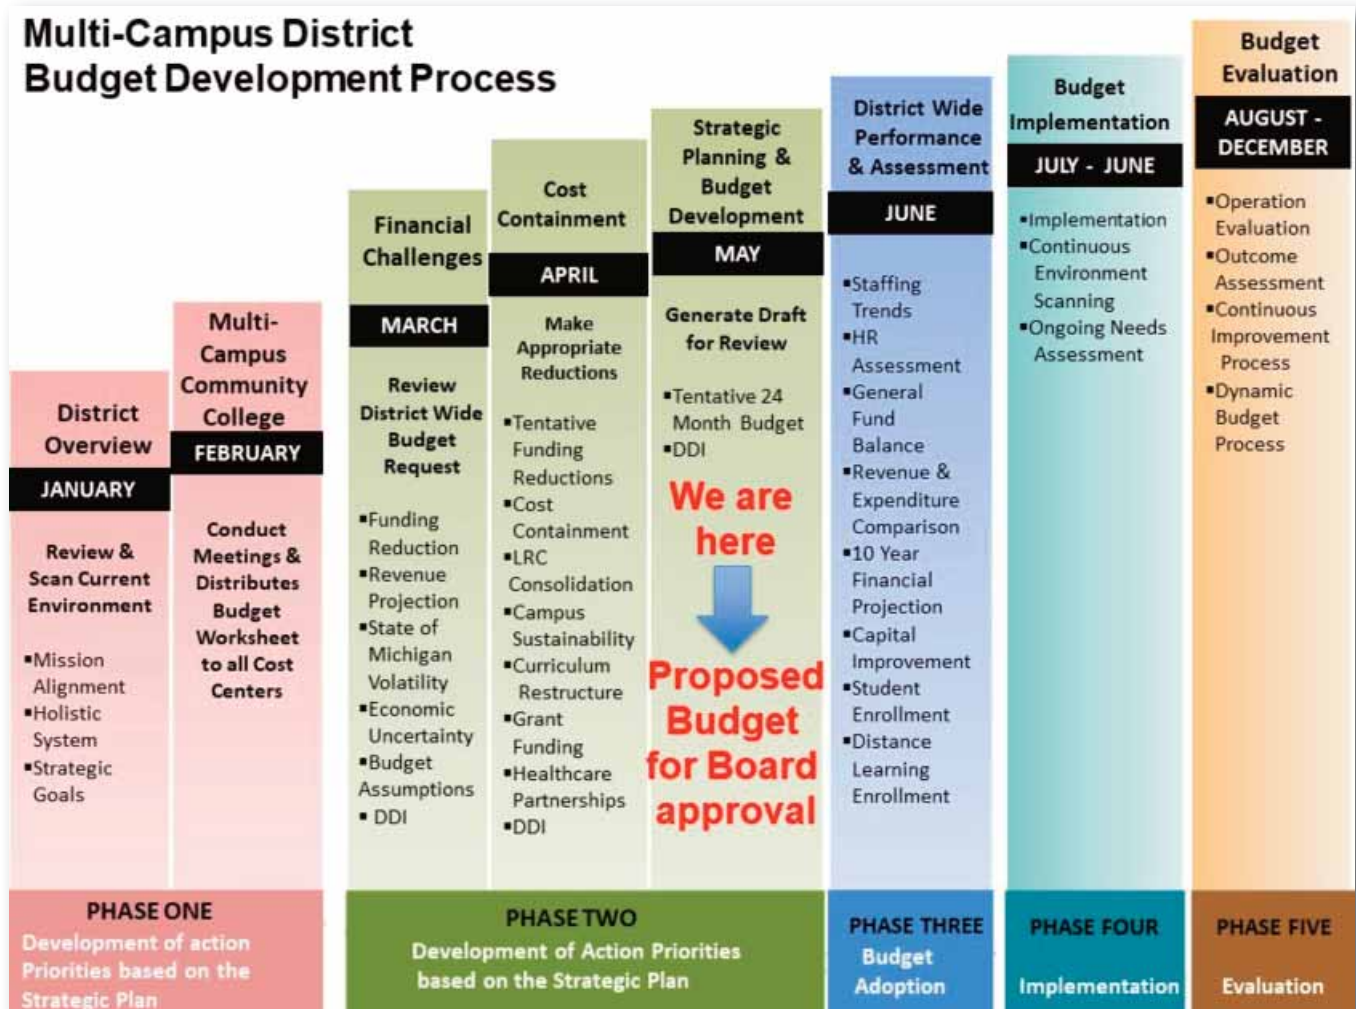 Multi-Campus District
Budget Development Process
District
Overview
JANUARY
Review &
Scan Current
Environment
▪Mission
Alignment
▪Holistic
System
▪Strategic
Goals
Multi-
Campus
Community
College
FEBRUARY
Conduct
Meetings &
Distributes
Budget
Worksheet
to all Cost
Centers
PHASE ONE
Development of action
Priorities based on the
Strategic Plan
Financial
Challenges
MARCH
Review
District Wide
Budget
Request
▪Funding
Reduction
▪Revenue
Projection
▪State of
Michigan
Volatility
▪Economic
Uncertainty
▪Budget
Assumptions
▪ DDI
Cost
Containment
APRIL
Make
Appropriate
Reductions
▪Tentative
Funding
Reductions
▪Cost
Containment
▪LRC
Consolidation
▪Campus
Sustainability
▪Curriculum
Restructure
▪Grant
Funding
▪Healthcare
Partnerships
▪DDI
Strategic
Planning &
Budget
Development
MAY
Generate Draft
for Review
▪Tentative 24
Month Budget
▪DDI
We are
here
Proposed
Budget
for Board
approval
PHASE TWO
Development of Action Priorities
based on the Strategic Plan
District Wide
Performance
& Assessment
JUNE
▪Staffing
Trends
▪HR
Assessment
▪General
Fund
Balance
▪Revenue &
Expenditure
Comparison
▪10 Year
Financial
Projection
▪Capital
Improvement
▪Student
Enrollment
▪Distance
Learning
Enrollment
PHASE THREE
Budget
Adoption
Budget
Implementation
JULY - JUNE
▪Implementation
▪Continuous
Environment
Scanning
▪Ongoing Needs
Assessment
PHASE FOUR
Implementation
Budget
Evaluation
AUGUST -
DECEMBER
▪Operation
Evaluation
▪Outcome
Assessment
▪Continuous
Improvement
Process
▪Dynamic
Budget
Process
PHASE FIVE
Evaluation